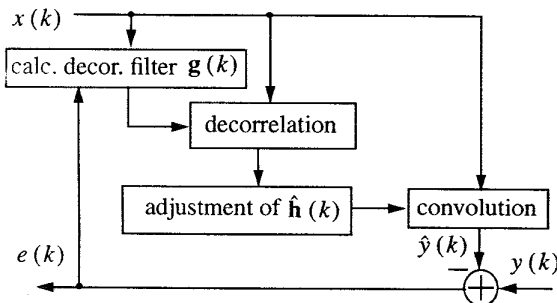 x(k)
calc. decor. filter g(k)
decorrelation
adjustment of ĥ(k)
convolution
ŷ(k)
e(k)
−
+
y(k)